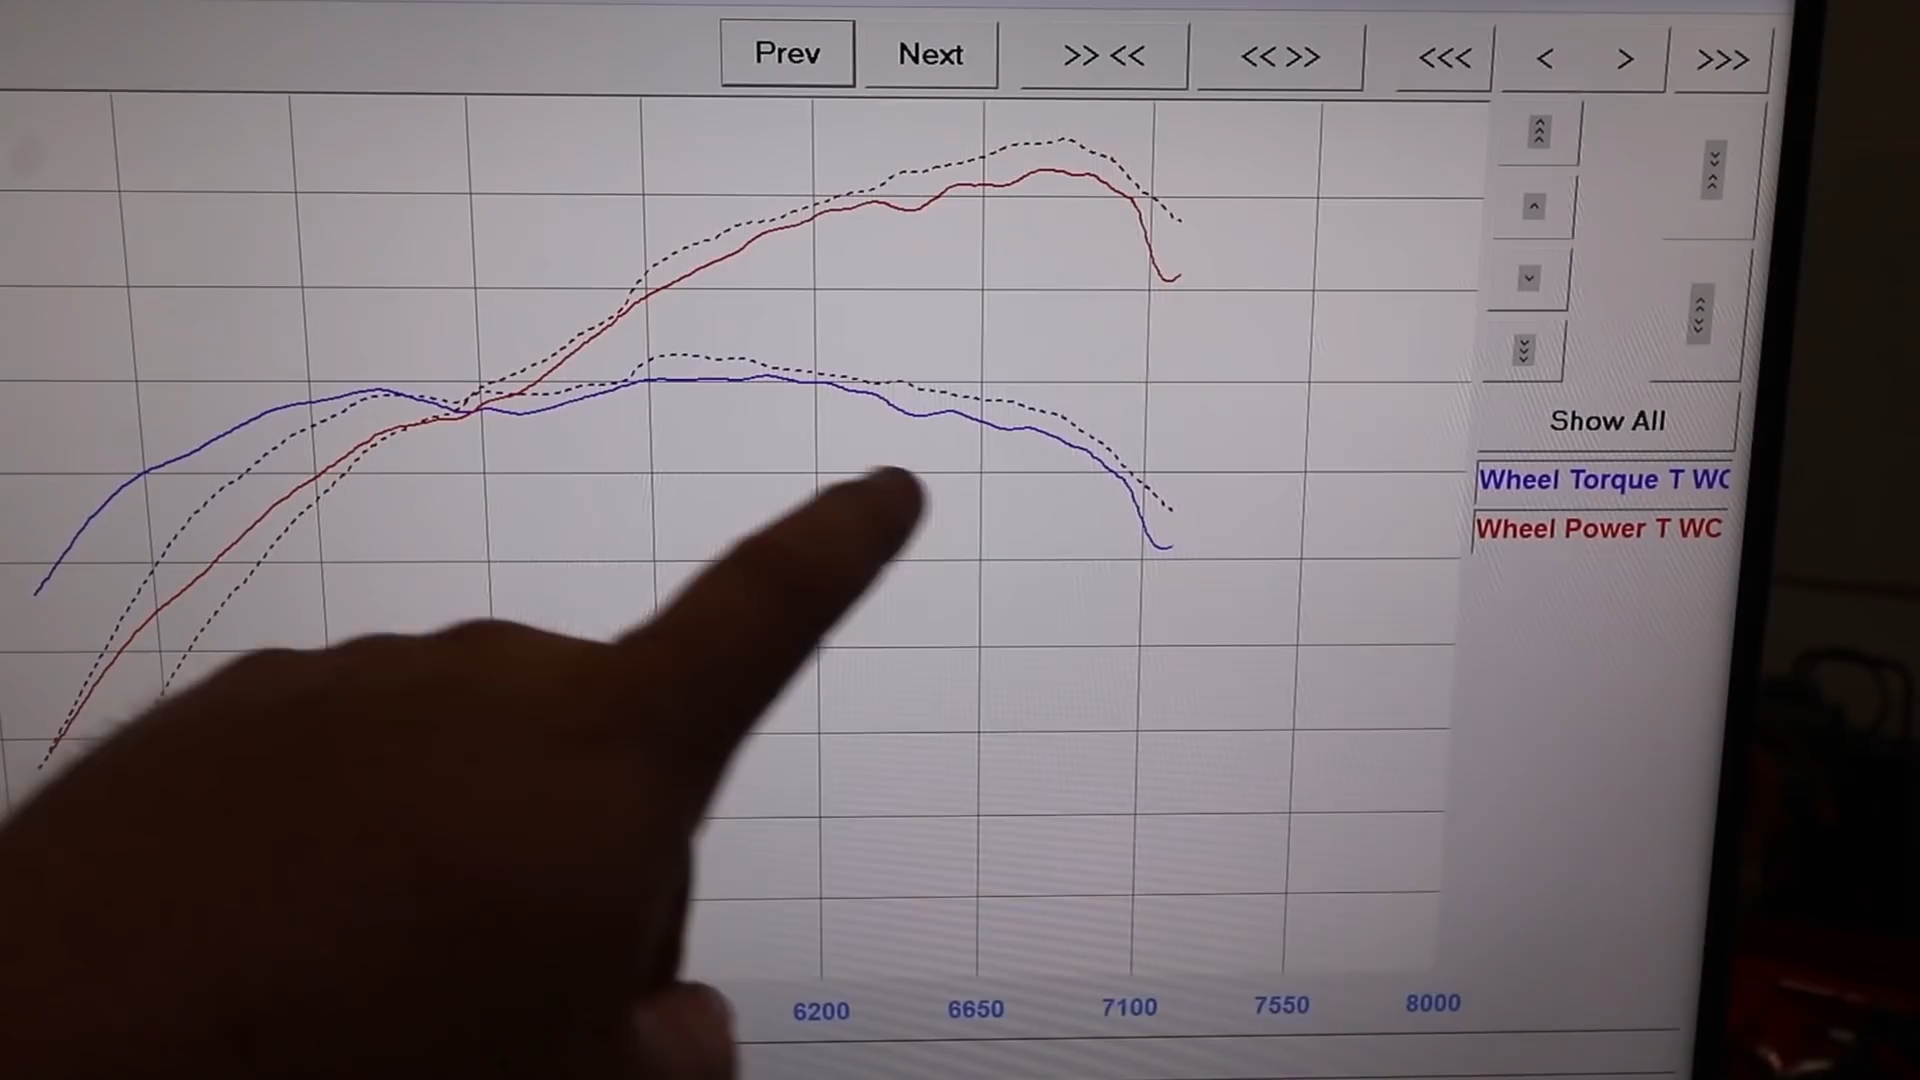 Prev Next >> << << >> <<< < > >>>
Show All
Wheel Torque T WC
Wheel Power T WC
6200 6650 7100 7550 8000